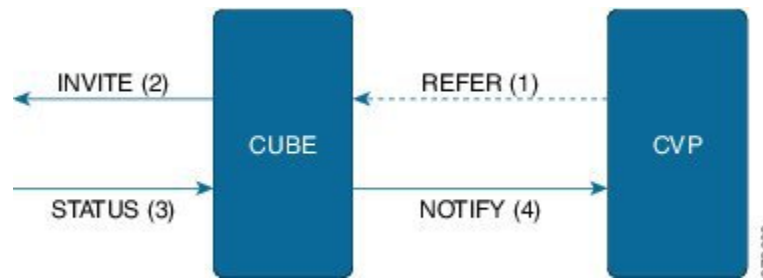 INVITE (2)
REFER (1)
CUBE
CVP
STATUS (3)
NOTIFY (4)